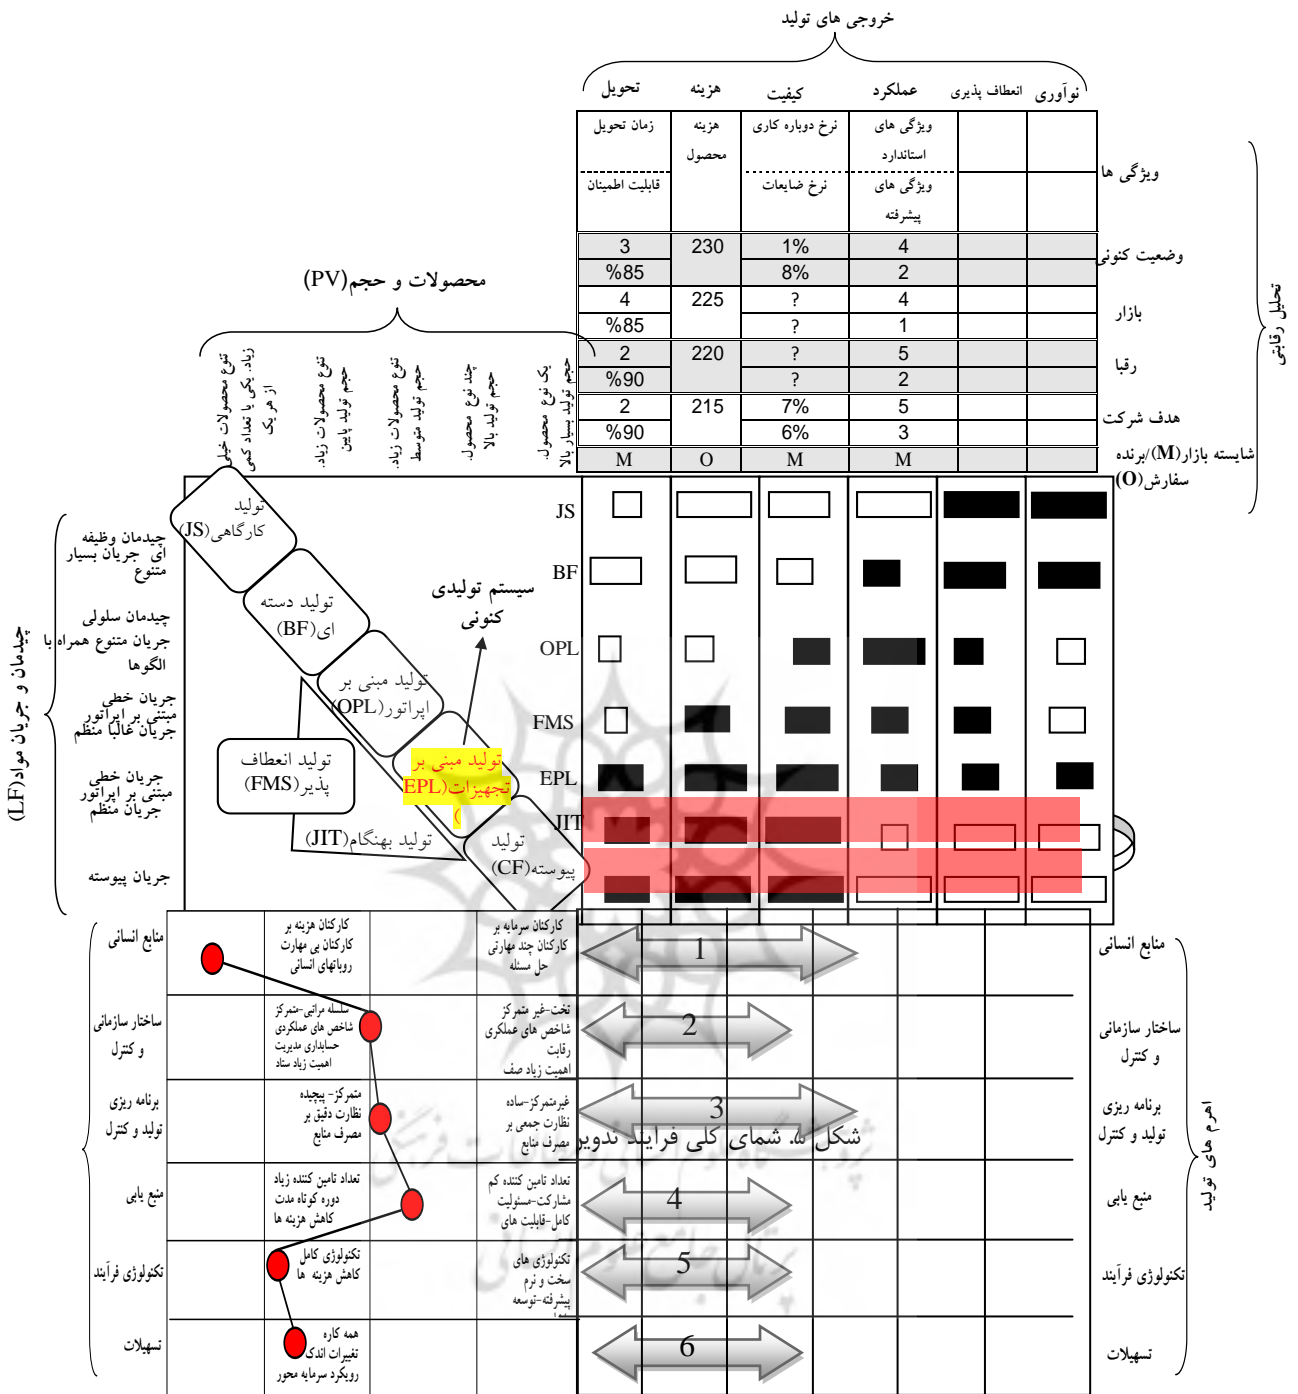 خروجی های تولید
تحویل هزینه کیفیت عملکرد انعطاف پذیری نوآوری
زمان تحویل
هزینه محصول
نرخ دوباره کاری
ویژگی های
استاندارد
قابلیت اطمینان
نرخ ضایعات
ویژگی های
پیشرفته
ویژگی ها
3 230 1% 4
%85 8% 2
وضعیت کنونی
4 225 ? 4
%85 ? 1
بازار
2 220 ? 5
%90 ? 2
رقبا
2 215 7% 5
%90 6% 3
هدف شرکت
M O M M
شایسته بازار(M)/برنده
سفارش(O)
تحلیل رقابتی
محصولات و حجم(PV)
تنوع محصولات خیلی
زیاد. یکی یا تعداد کمی
از هر یک
تنوع محصولات زیاد.
حجم تولید پایین
تنوع محصولات زیاد.
حجم تولید متوسط
چند نوع محصول.
حجم تولید بالا
یک نوع محصول.
حجم تولید بسیار بالا
چیدمان و جریان مواد(LF)
چیدمان وظیفه
ای جریان بسیار
متنوع
چیدمان سلولی
جریان متنوع همراه با
الگوها
جریان خطی
مبتنی بر اپراتور
جریان غالبا منظم
جریان خطی
مبتنی بر اپراتور
جریان منظم
جریان پیوسته
تولید
کارگاهی(JS)
تولید دسته
ای(BF)
تولید مبنی بر
اپراتور(OPL)
تولید مبنی بر
تجهیزات(EPL
)
تولید
پیوسته(CF)
تولید انعطاف
پذیر(FMS)
تولید بهنگام(JIT)
سیستم تولیدی
کنونی
JS
BF
OPL
FMS
EPL
JIT
منابع انسانی
کارکنان هزینه بر
کارکنان بی مهارت
روباتهای انسانی
کارکنان سرمایه بر
کارکنان چند مهارتی
حل مسئله
1
منابع انسانی
ساختار سازمانی
و کنترل
سلسله مراتبی-متمرکز
شاخص های عملکردی
حسابداری مدیریت
اهمیت زیاد ستاد
تخت-غیر متمرکز
شاخص های عملکری
رقابت
اهمیت زیاد صف
2
ساختار سازمانی
و کنترل
برنامه ریزی
تولید و کنترل
متمرکز- پیچیده
نظارت دقیق بر
مصرف منابع
غیرمتمرکز-ساده
نظارت جمعی بر
مصرف منابع
3
برنامه ریزی
تولید و کنترل
شکل ۵. شمای کلی فرایند تدوین
منبع یابی
تعداد تامین کننده زیاد
دوره کوتاه مدت
کاهش هزینه ها
تعداد تامین کننده کم
مشارکت-مسئولیت
کامل-قابلیت های
4
منبع یابی
تکنولوژی فرآیند
تکنولوژی کامل
کاهش هزینه ها
تکنولوژی های
سخت و نرم
پیشرفته-توسعه
5
تکنولوژی فرآیند
تسهیلات
همه کاره
تغییرات اندک
رویکرد سرمایه محور
6
تسهیلات
اهرم های تولید